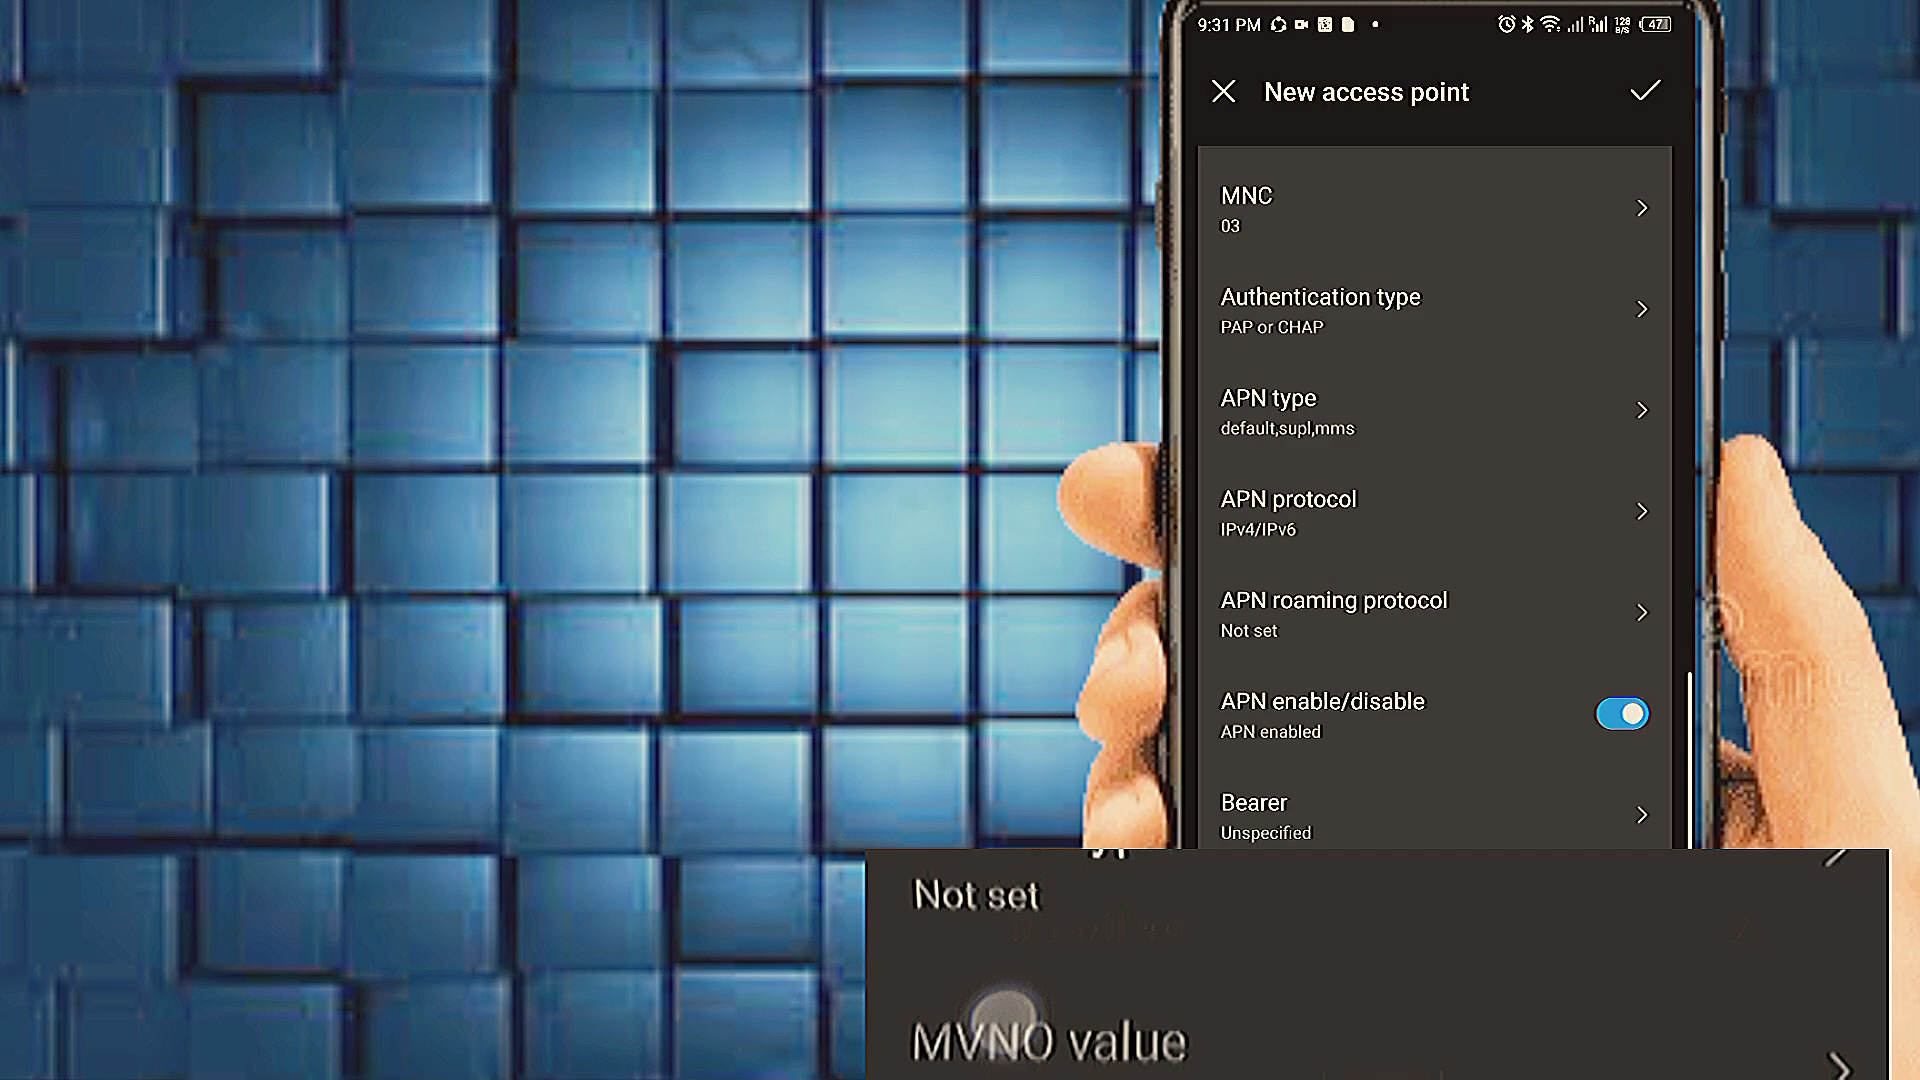 9:31 PM
128
B/S
47
New access point
MNC
03
Authentication type
PAP or CHAP
APN type
default,supl,mms
APN protocol
IPv4/IPv6
APN roaming protocol
Not set
APN enable/disable
APN enabled
Bearer
Unspecified
Not set
MVNO value